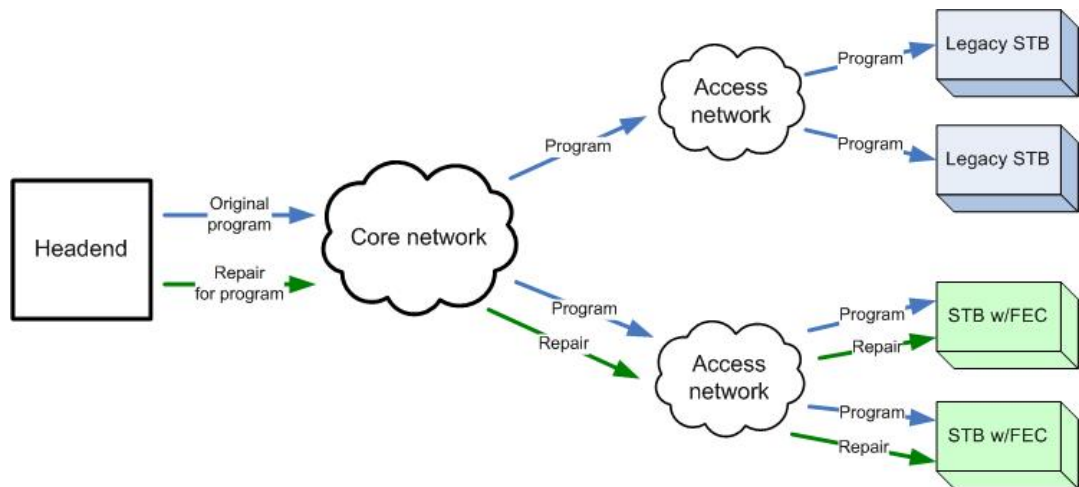 Headend
Original
program
Repair
for program
Core network
Program
Access
network
Program
Legacy STB
Program
Legacy STB
Program
Repair
Access
network
Program
Repair
STB w/FEC
Program
Repair
STB w/FEC